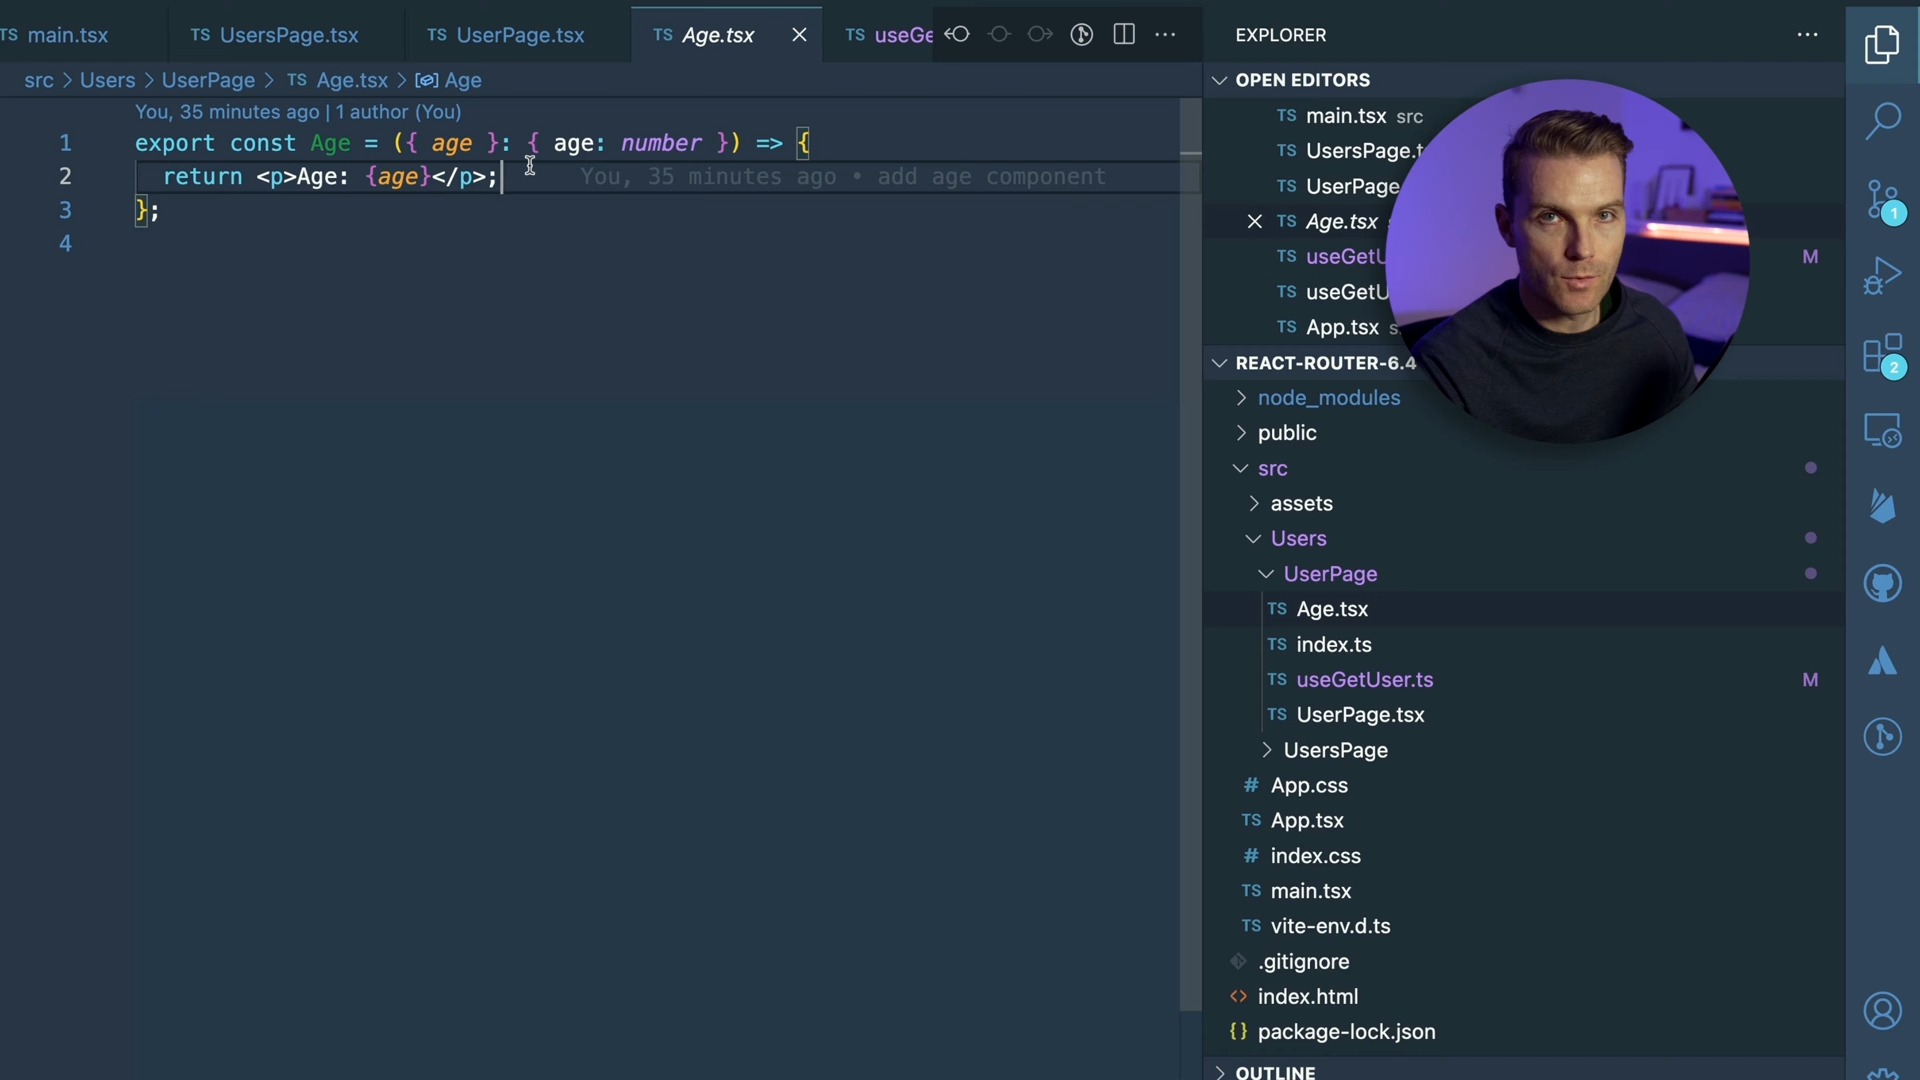 TS main.tsx
TS UsersPage.tsx
TS UserPage.tsx
TS Age.tsx
TS useGe
src > Users > UserPage > TS Age.tsx > Age
You, 35 minutes ago | 1 author (You)
1 export const Age = ({ age }: { age: number }) => {
2 return <p>Age: {age}</p>; You, 35 minutes ago • add age component
3 };
4
EXPLORER
OPEN EDITORS
TS main.tsx src
TS UsersPage.t
TS UserPage
TS Age.tsx s
TS useGetU M
TS useGetU
TS App.tsx s
REACT-ROUTER-6.4
node_modules
public
src
assets
Users
UserPage
TS Age.tsx
TS index.ts
TS useGetUser.ts M
TS UserPage.tsx
UsersPage
# App.css
TS App.tsx
# index.css
TS main.tsx
TS vite-env.d.ts
.gitignore
<> index.html
{} package-lock.json
OUTLINE
1
2